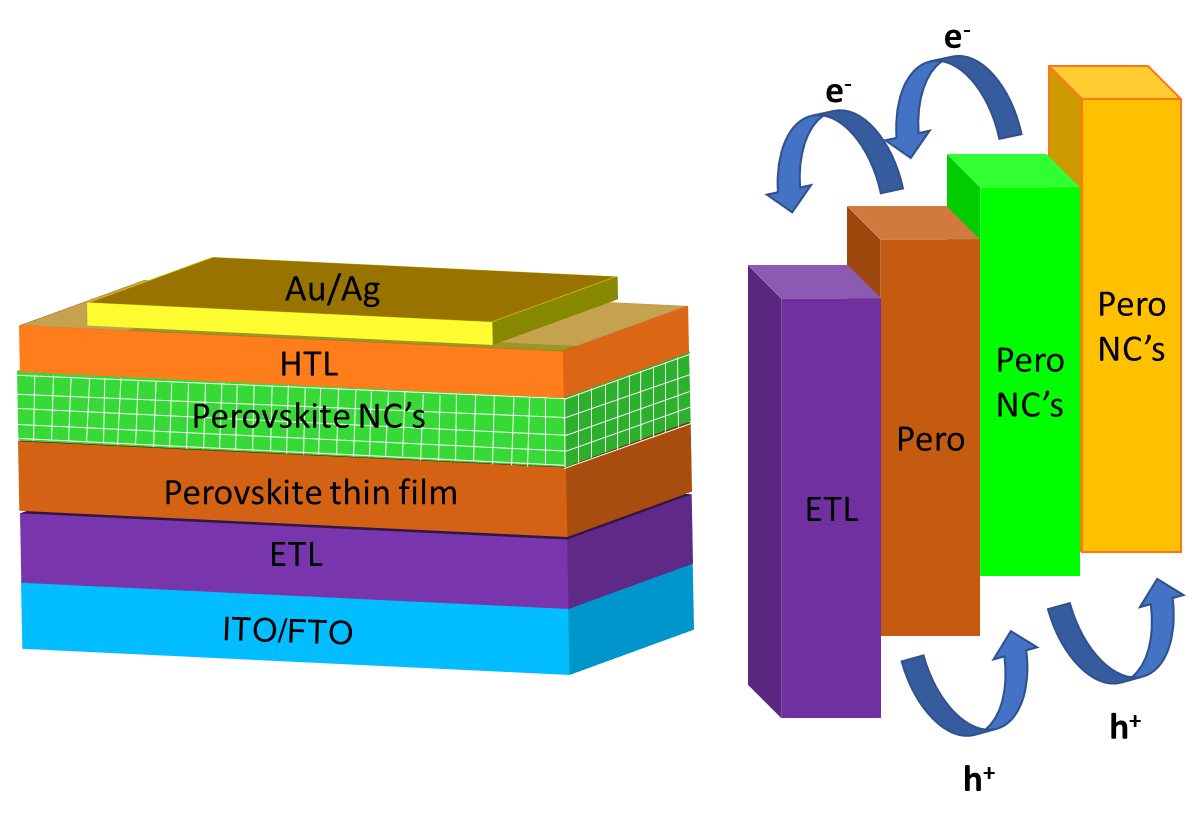 Au/Ag
HTL
Perovskite NC's
Perovskite thin film
ETL
ITO/FTO
e⁻
e⁻
ETL
Pero
Pero
NC's
Pero
NC's
h⁺
h⁺